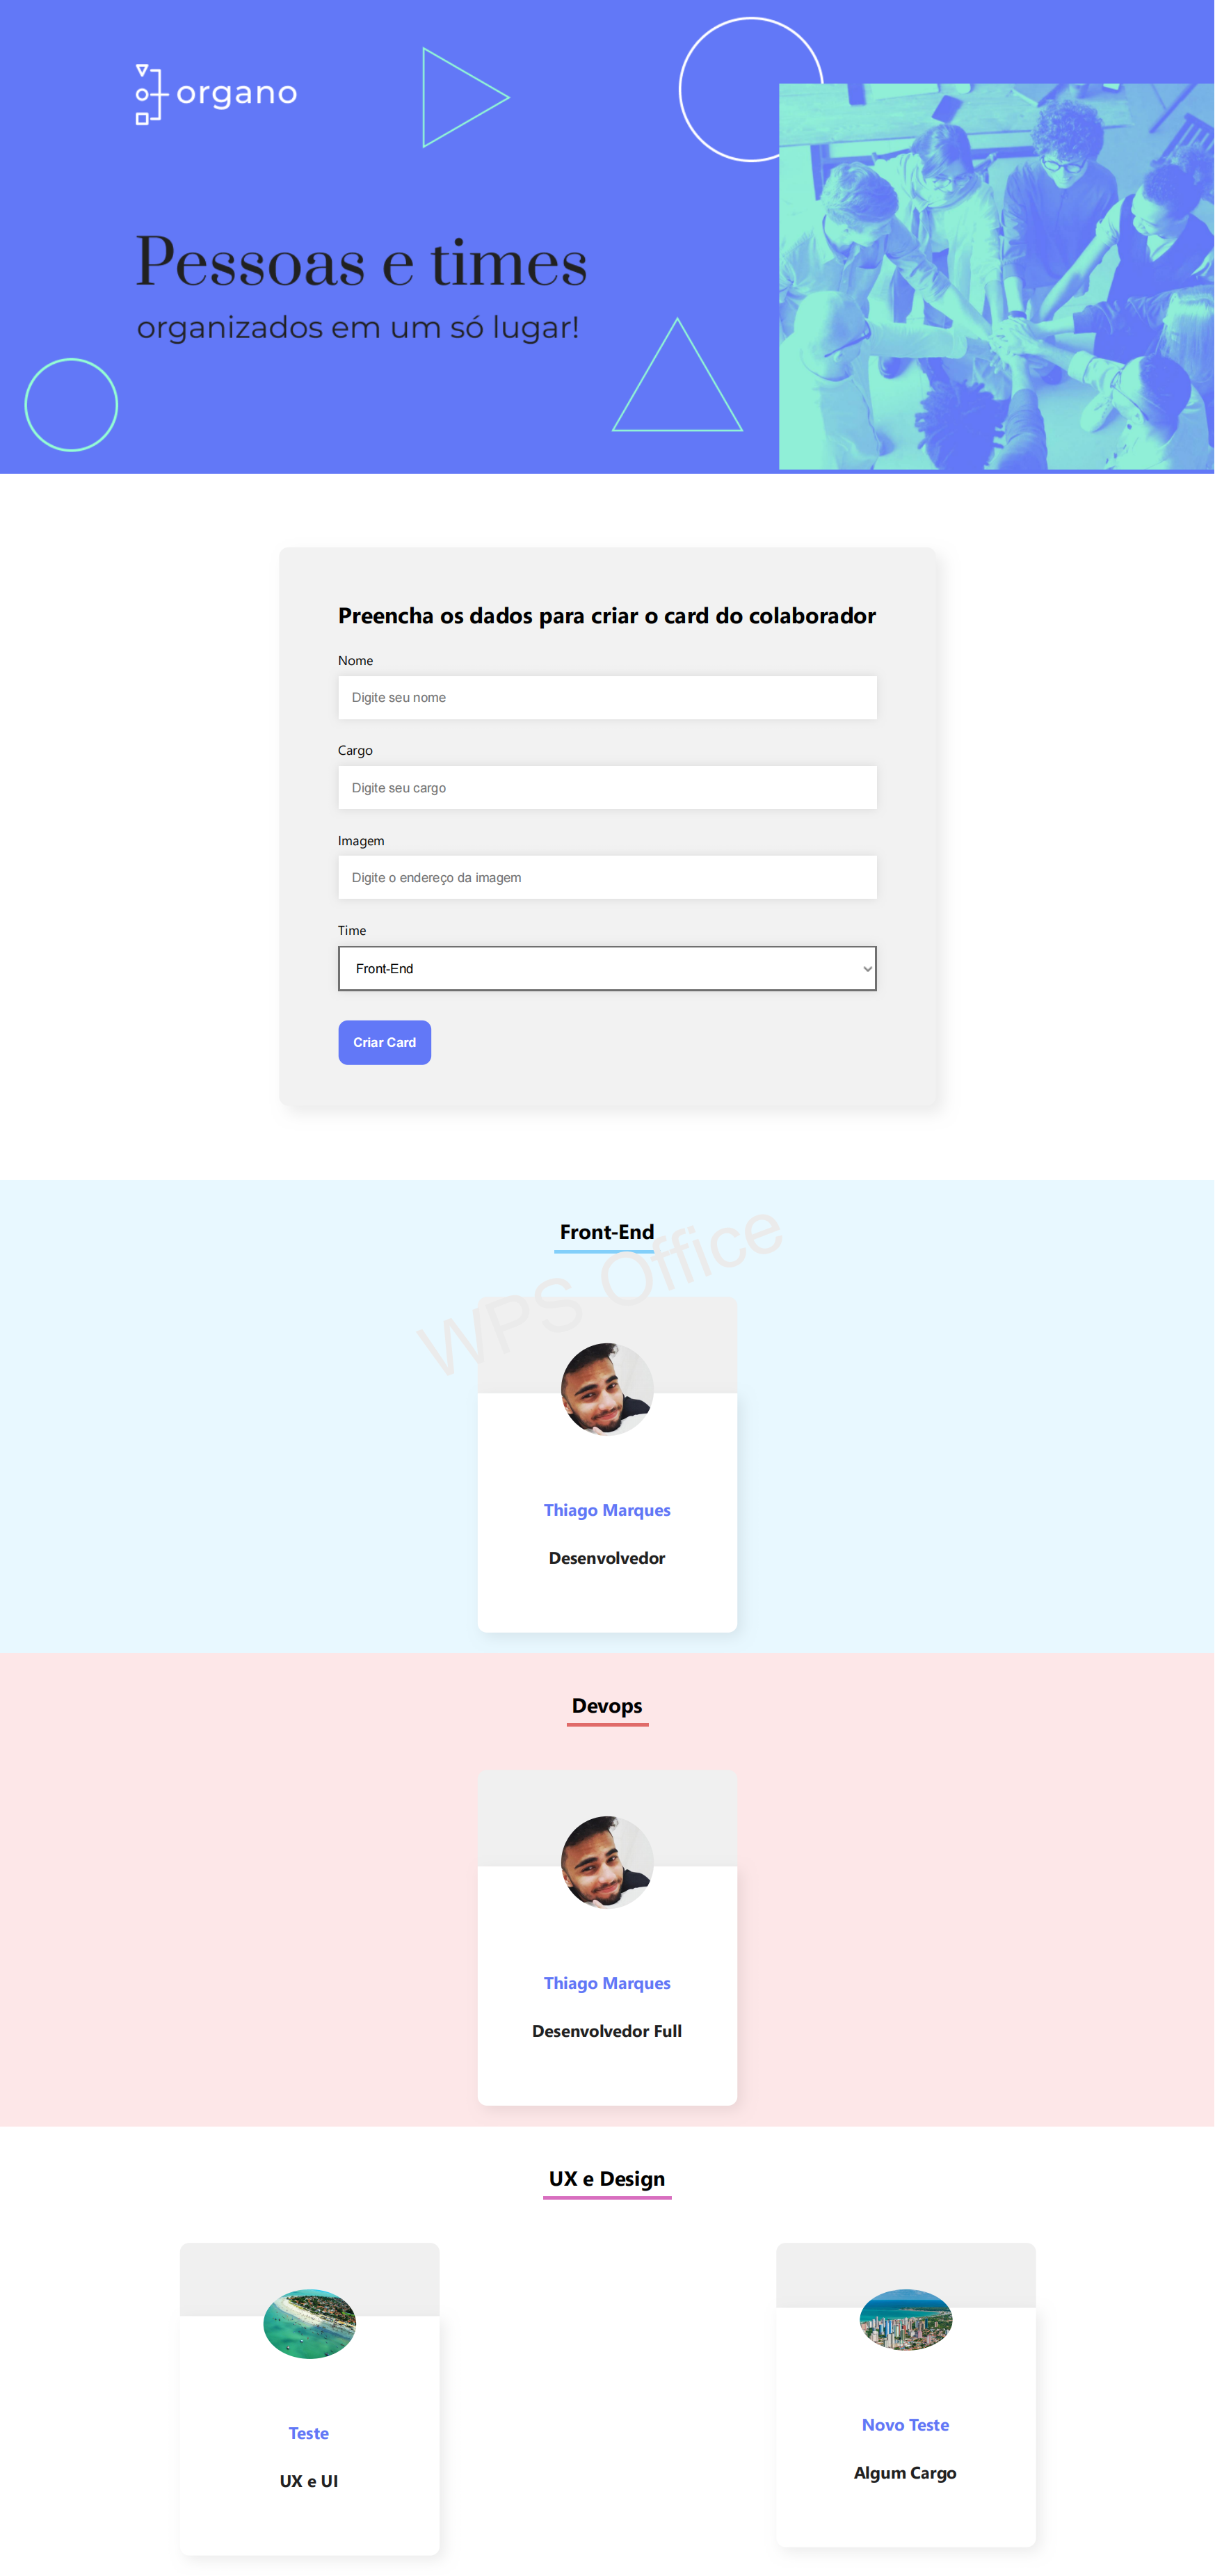 organo
Pessoas e times
organizados em um só lugar!
Preencha os dados para criar o card do colaborador
Nome
Digite seu nome
Cargo
Digite seu cargo
Imagem
Digite o endereço da imagem
Time
Front-End
Criar Card
Front-End
WPS Office
Thiago Marques
Desenvolvedor
Devops
Thiago Marques
Desenvolvedor Full
UX e Design
Teste
UX e UI
Novo Teste
Algum Cargo